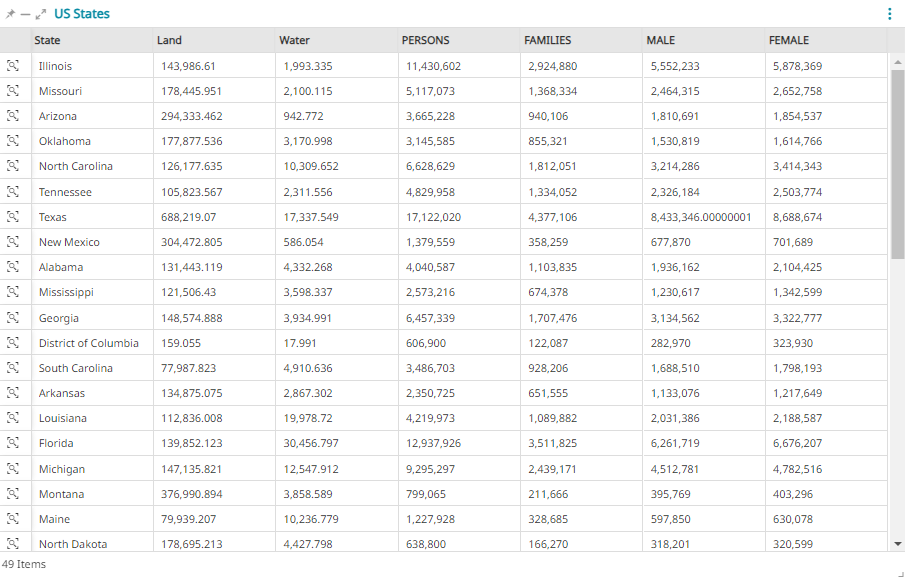 US States
State Land Water PERSONS FAMILIES MALE FEMALE
Illinois 143,986.61 1,993.335 11,430,602 2,924,880 5,552,233 5,878,369
Missouri 178,445.951 2,100.115 5,117,073 1,368,334 2,464,315 2,652,758
Arizona 294,333.462 942.772 3,665,228 940,106 1,810,691 1,854,537
Oklahoma 177,877.536 3,170.998 3,145,585 855,321 1,530,819 1,614,766
North Carolina 126,177.635 10,309.652 6,628,629 1,812,051 3,214,286 3,414,343
Tennessee 105,823.567 2,311.556 4,829,958 1,334,052 2,326,184 2,503,774
Texas 688,219.07 17,337.549 17,122,020 4,377,106 8,433,346.00000001 8,688,674
New Mexico 304,472.805 586.054 1,379,559 358,259 677,870 701,689
Alabama 131,443.119 4,332.268 4,040,587 1,103,835 1,936,162 2,104,425
Mississippi 121,506.43 3,598.337 2,573,216 674,378 1,230,617 1,342,599
Georgia 148,574.888 3,934.991 6,457,339 1,707,476 3,134,562 3,322,777
District of Columbia 159.055 17.991 606,900 122,087 282,970 323,930
South Carolina 77,987.823 4,910.636 3,486,703 928,206 1,688,510 1,798,193
Arkansas 134,875.075 2,867.302 2,350,725 651,555 1,133,076 1,217,649
Louisiana 112,836.008 19,978.72 4,219,973 1,089,882 2,031,386 2,188,587
Florida 139,852.123 30,456.797 12,937,926 3,511,825 6,261,719 6,676,207
Michigan 147,135.821 12,547.912 9,295,297 2,439,171 4,512,781 4,782,516
Montana 376,990.894 3,858.589 799,065 211,666 395,769 403,296
Maine 79,939.207 10,236.779 1,227,928 328,685 597,850 630,078
North Dakota 178,695.213 4,427.798 638,800 166,270 318,201 320,599
49 Items